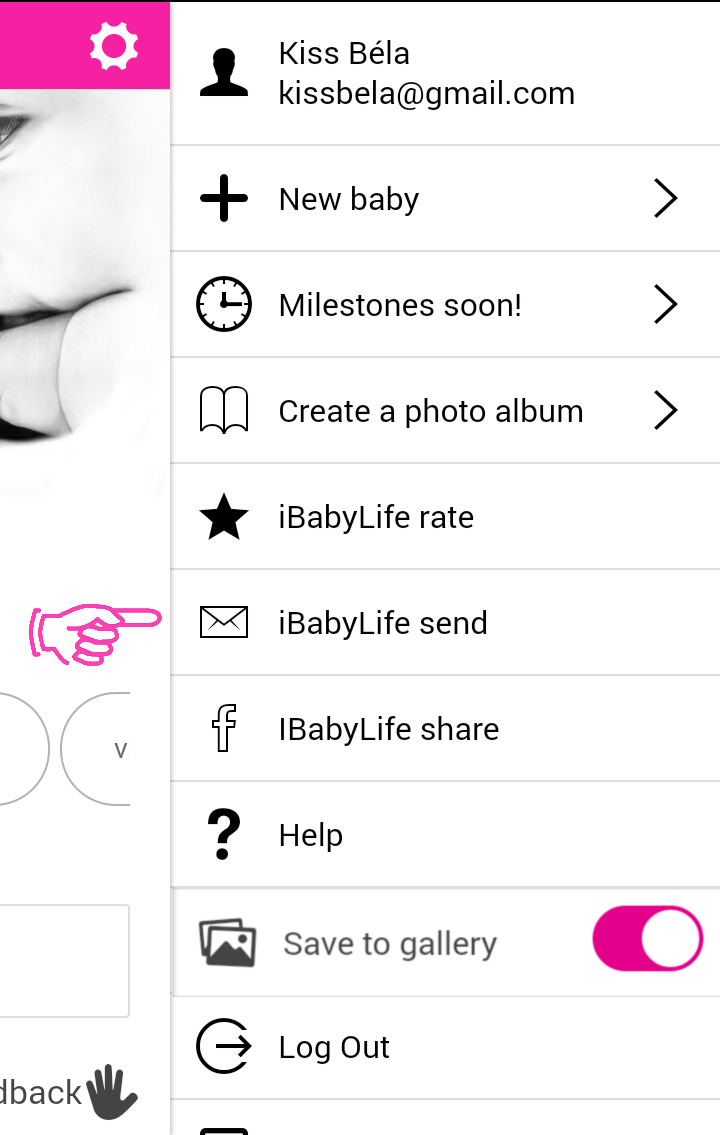 Kiss Béla
kissbela@gmail.com
New baby
Milestones soon!
Create a photo album
iBabyLife rate
iBabyLife send
v
IBabyLife share
Help
Save to gallery
Log Out
dback